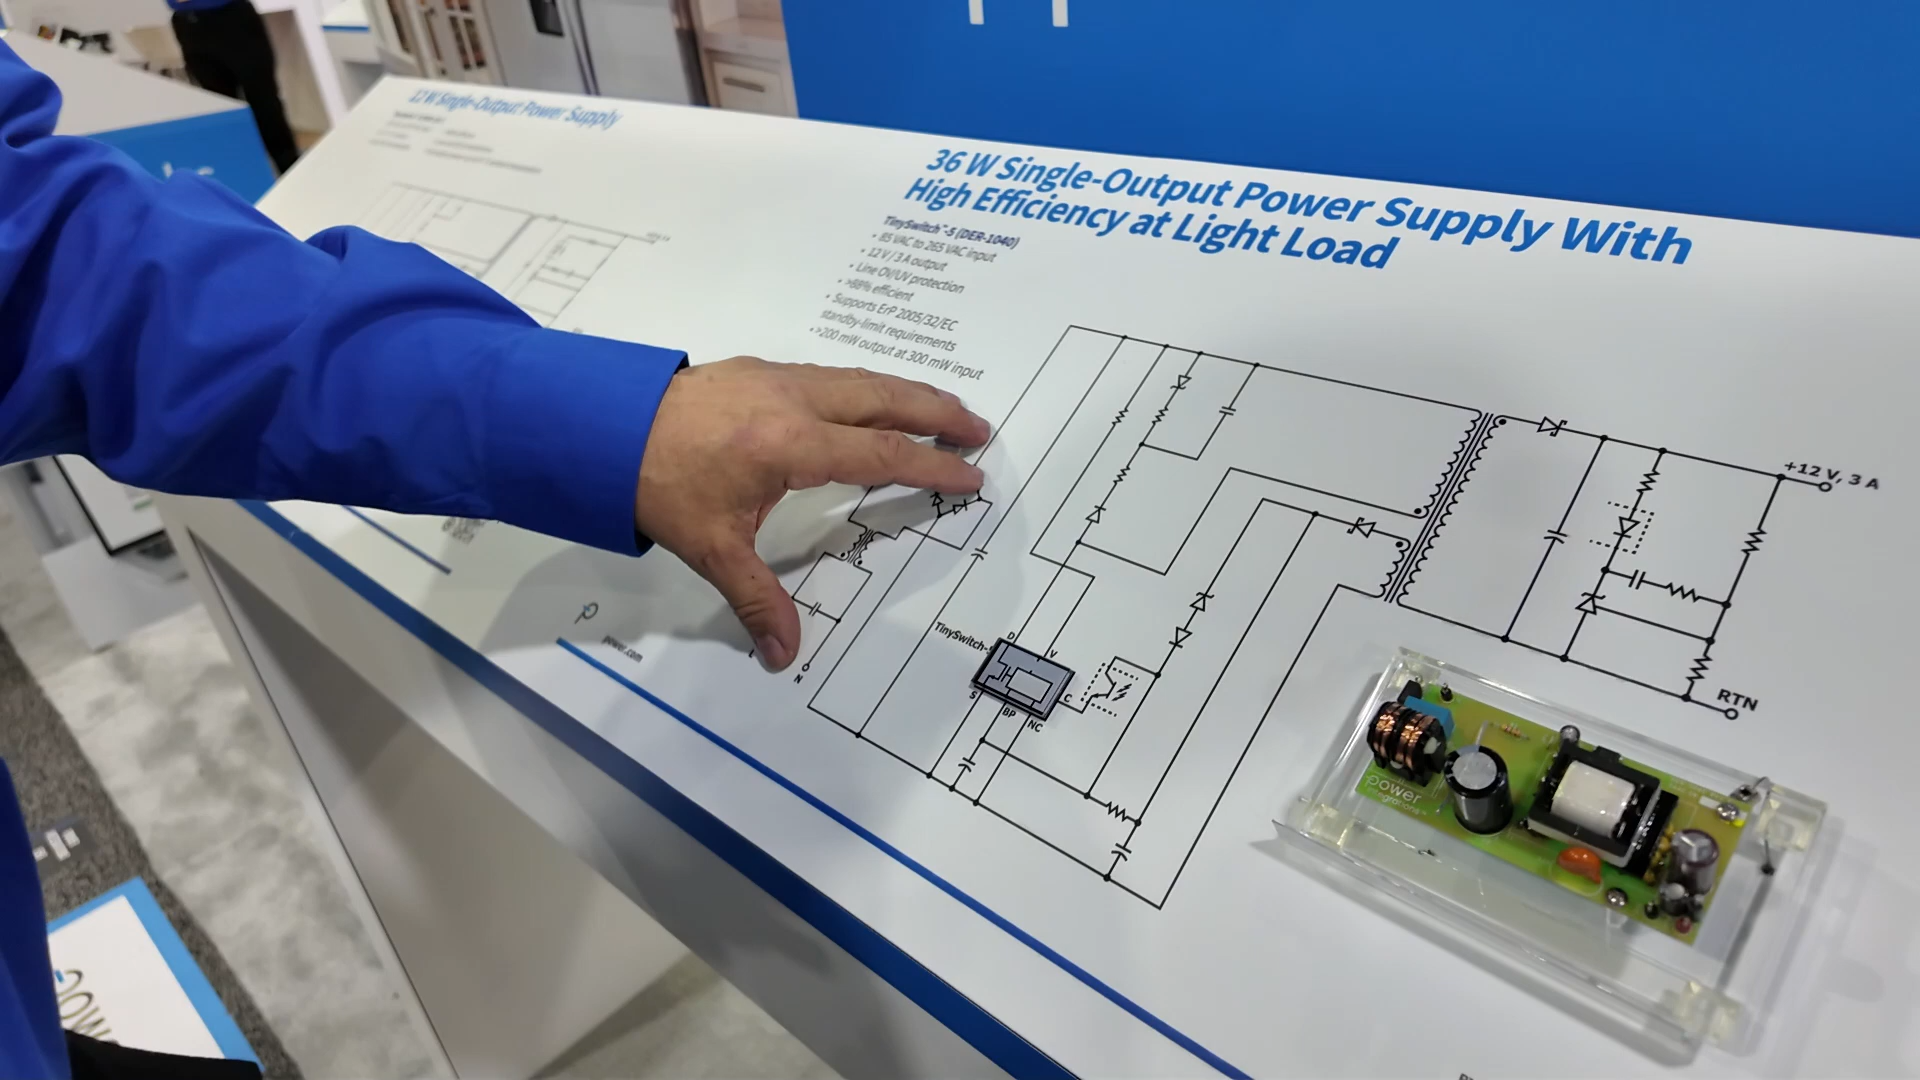 12 W Single-Output Power Supply
36 W Single-Output Power Supply With
High Efficiency at Light Load
TinySwitch™-5 (DER-1040)
• 85 VAC to 265 VAC input
• 12 V / 3 A output
• Line OV/UV protection
• >88% efficient
• Supports ErP 2005/32/EC
standby-limit requirements
• >200 mW output at 300 mW input
+12 V, 3 A
RTN
TinySwitch-
D
V
S
C
BP
NC
L
N
power.com
power
integrations